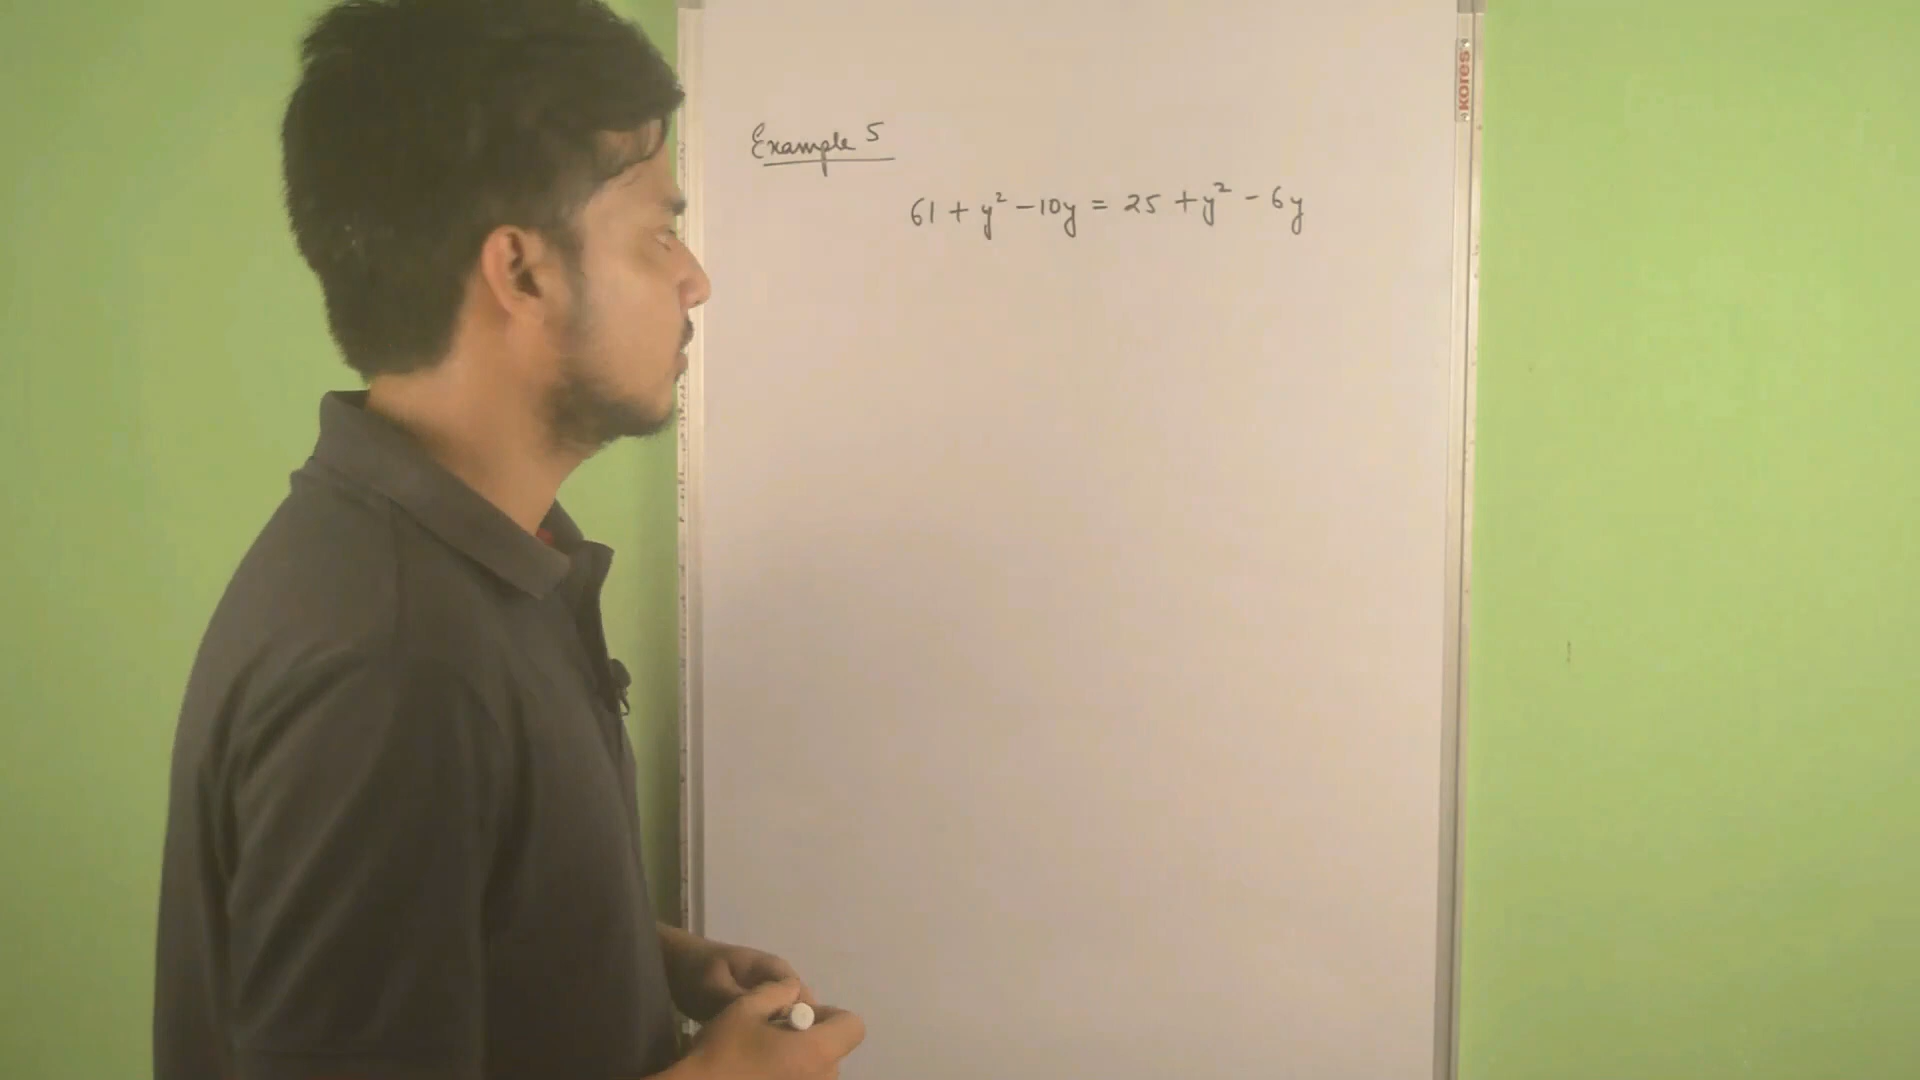 Example 5
61 + y² - 10y = 25 + y² - 6y
kores